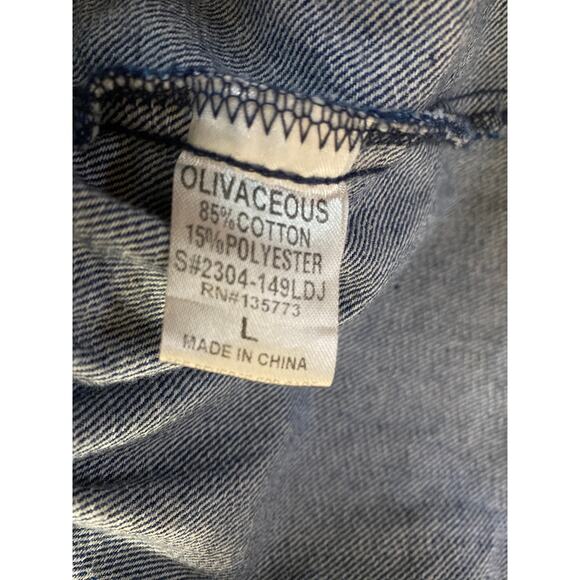 OLIVACEOUS
85%COTTON
15%POLYESTER
S#2304-149LDJ
RN#135773
L
MADE IN CHINA